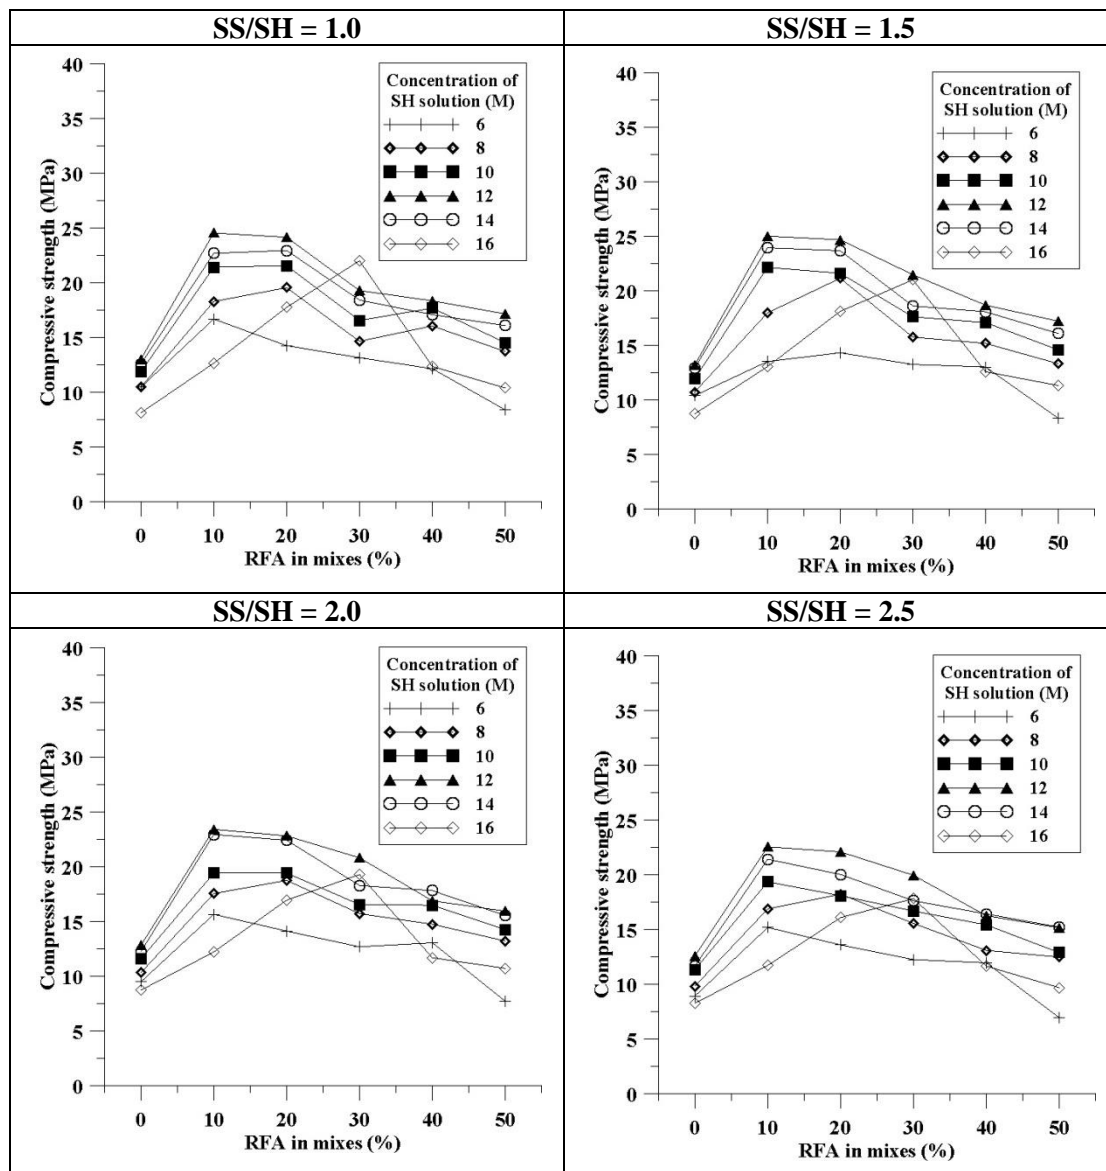 SS/SH = 1.0
SS/SH = 1.5
40
35
30
25
20
15
10
5
0
Compressive strength (MPa)
Concentration of
SH solution (M)
6
8
10
12
14
16
0 10 20 30 40 50
RFA in mixes (%)
40
35
30
25
20
15
10
5
0
Compressive strength (MPa)
Concentration of
SH solution (M)
6
8
10
12
14
16
0 10 20 30 40 50
RFA in mixes (%)
SS/SH = 2.0
SS/SH = 2.5
40
35
30
25
20
15
10
5
0
Compressive strength (MPa)
Concentration of
SH solution (M)
6
8
10
12
14
16
0 10 20 30 40 50
RFA in mixes (%)
40
35
30
25
20
15
10
5
0
Compressive strength (MPa)
Concentration of
SH solution (M)
6
8
10
12
14
16
0 10 20 30 40 50
RFA in mixes (%)